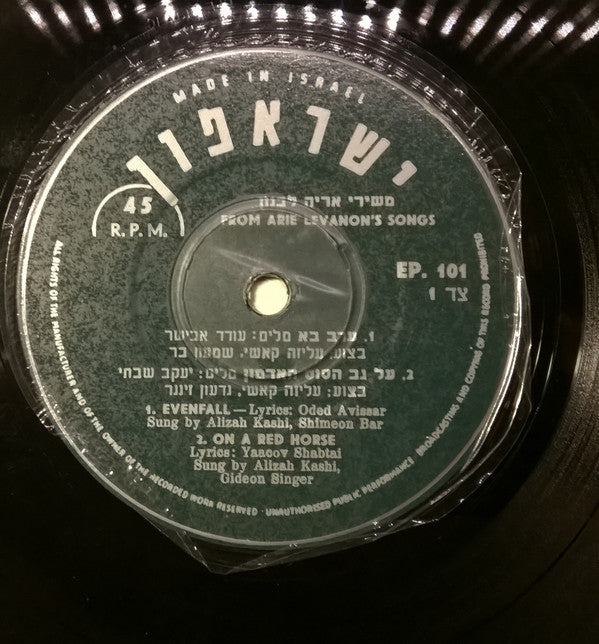 MADE IN ISRAEL
ישראפון
45
R.P.M.
משירי אריה לבנון
FROM ARIE LEVANON'S SONGS
EP. 101
צד 1
1. ערב בא מלים: עודד אביסר
בצוע: עליזה קאשי, שמעון בר
2. על גב הסוס האדמון מלים: יעקב שבתי
בצוע: עליזה קאשי, גדעון זינגר
1. EVENFALL — Lyrics: Oded Avissar
Sung by Alizah Kashi, Shimeon Bar
2. ON A RED HORSE
Lyrics: Yaacov Shabtai
Sung by Alizah Kashi,
Gideon Singer
ALL RIGHTS OF THE MANUFACTURER AND OF THE OWNER OF THE RECORDED WORK RESERVED · UNAUTHORISED PUBLIC PERFORMANCE · BROADCASTING AND COPYING OF THIS RECORD PROHIBITED